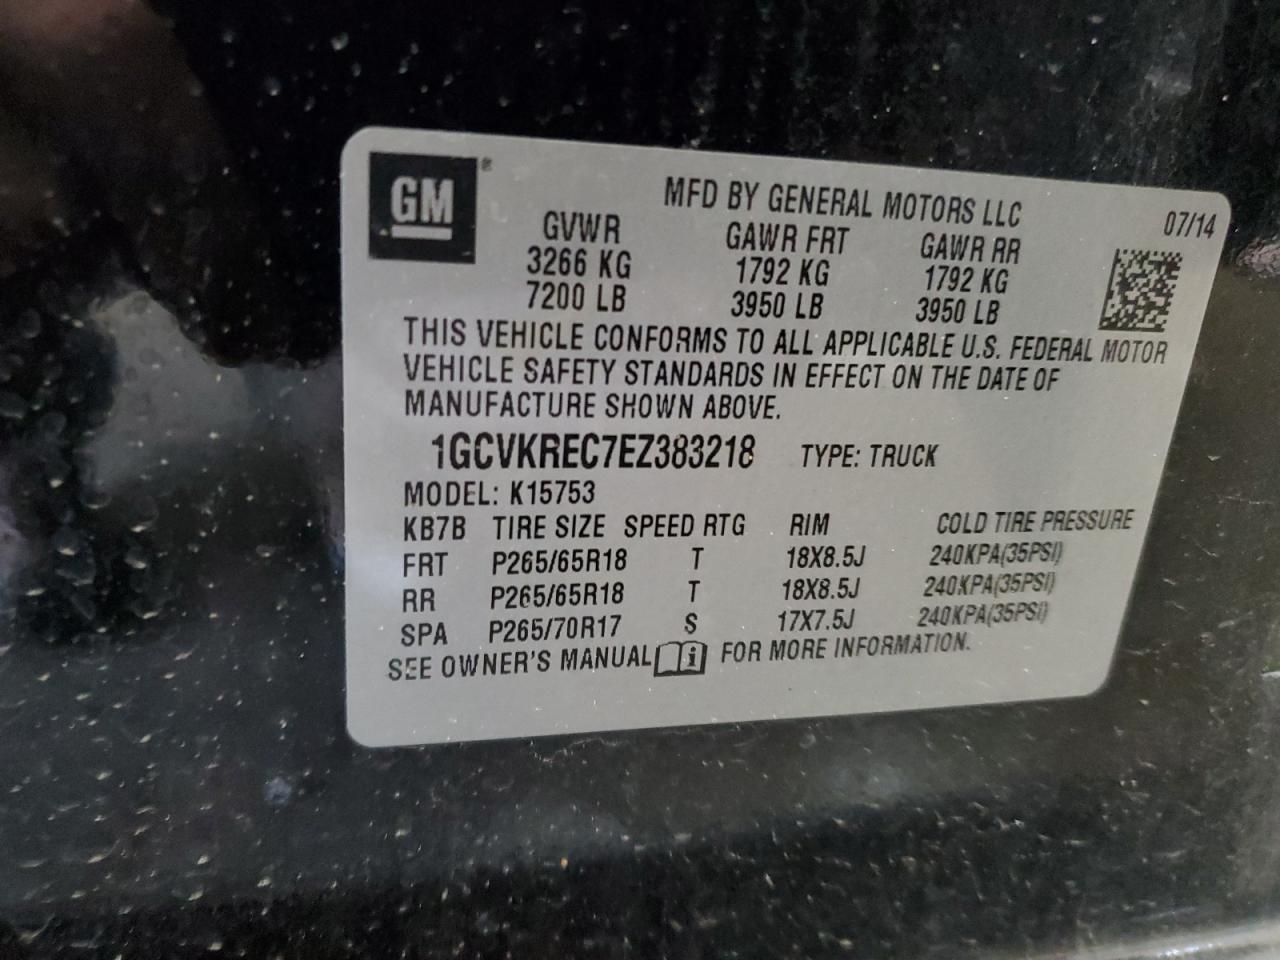 GM®
MFD BY GENERAL MOTORS LLC
07/14
GVWR GAWR FRT GAWR RR
3266 KG 1792 KG 1792 KG
7200 LB 3950 LB 3950 LB
THIS VEHICLE CONFORMS TO ALL APPLICABLE U.S. FEDERAL MOTOR
VEHICLE SAFETY STANDARDS IN EFFECT ON THE DATE OF
MANUFACTURE SHOWN ABOVE.
1GCVKREC7EZ383218 TYPE: TRUCK
MODEL: K15753
KB7B TIRE SIZE SPEED RTG RIM COLD TIRE PRESSURE
FRT P265/65R18 T 18X8.5J 240KPA(35PSI)
RR P265/65R18 T 18X8.5J 240KPA(35PSI)
SPA P265/70R17 S 17X7.5J 240KPA(35PSI)
SEE OWNER'S MANUAL i FOR MORE INFORMATION.